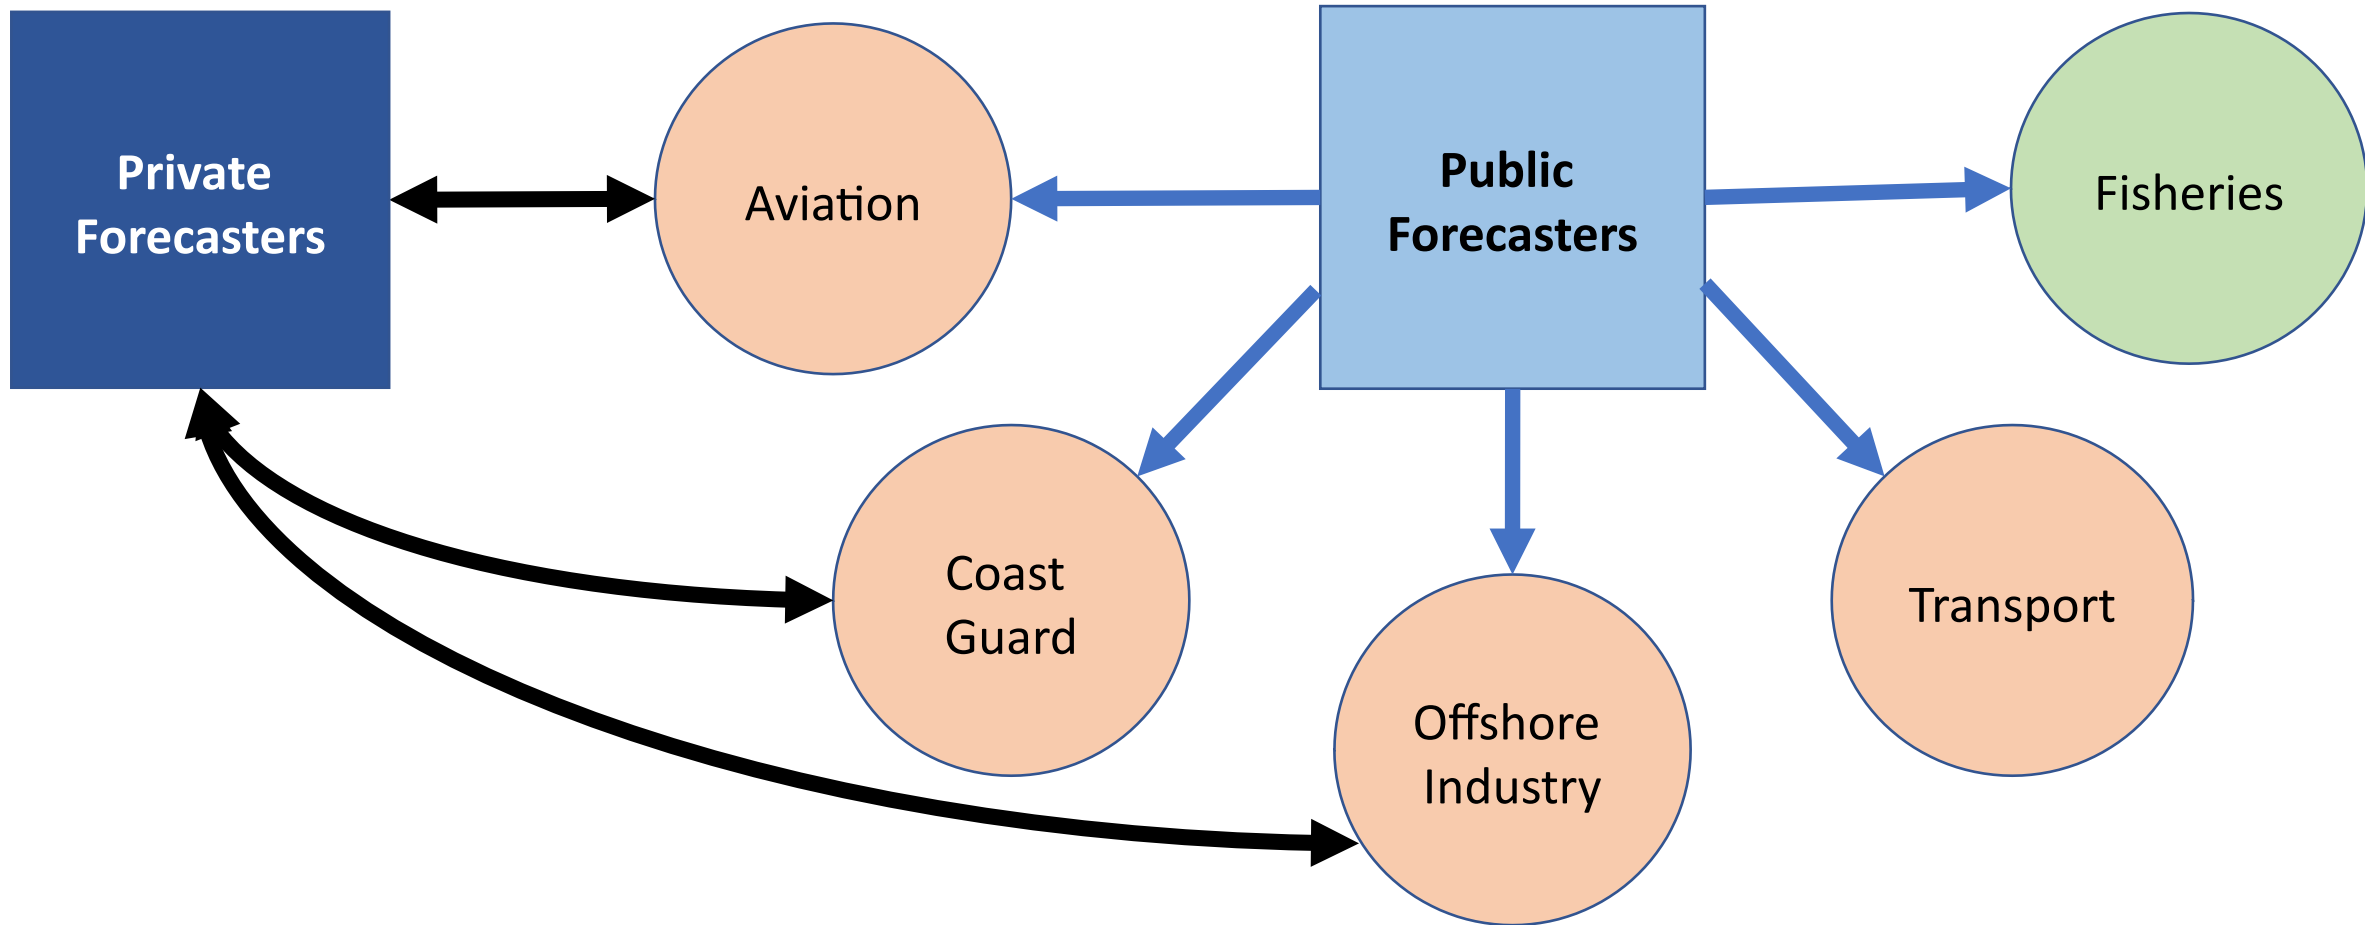 Private
Forecasters
Aviation
Public
Forecasters
Fisheries
Coast
Guard
Offshore
Industry
Transport